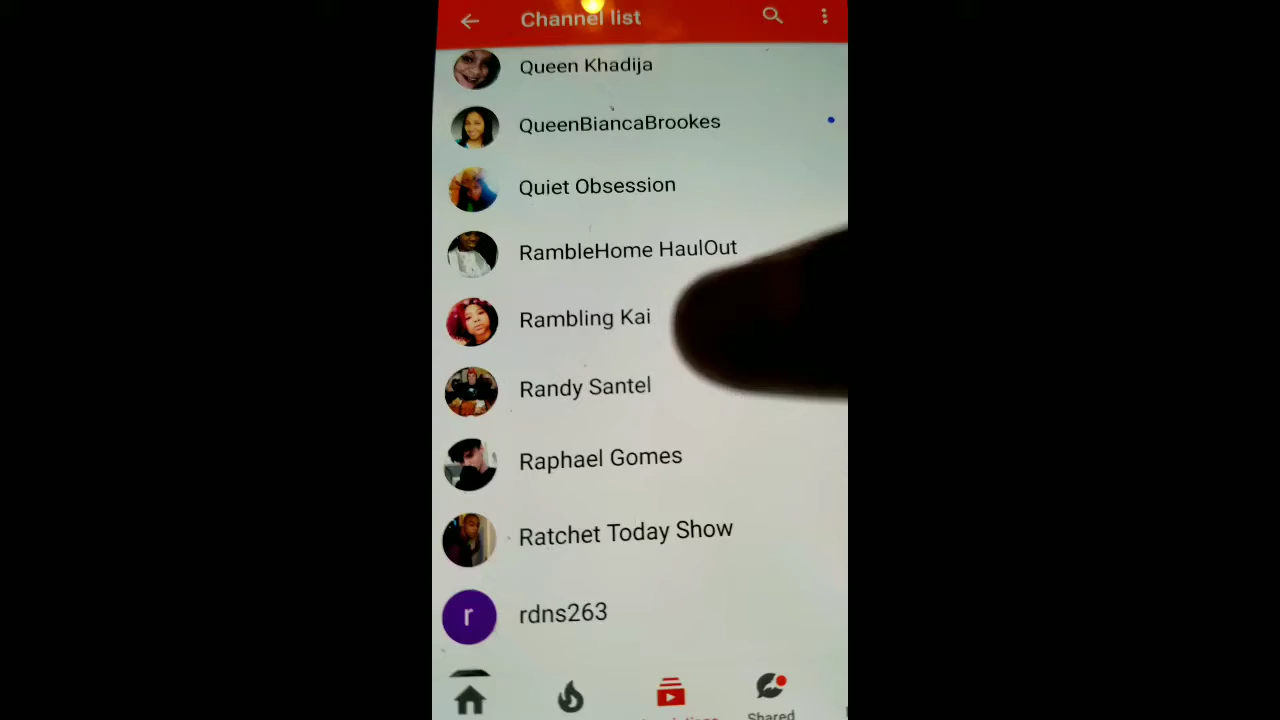 Channel list
Queen Khadija
QueenBiancaBrookes
Quiet Obsession
RambleHome HaulOut
Rambling Kai
Randy Santel
Raphael Gomes
Ratchet Today Show
r
rdns263
Shared